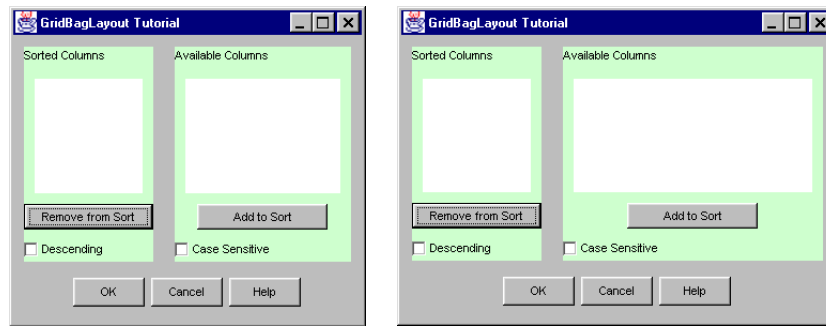 GridBagLayout Tutorial
Sorted Columns Available Columns
Remove from Sort Add to Sort
Descending Case Sensitive
OK Cancel Help
GridBagLayout Tutorial
Sorted Columns Available Columns
Remove from Sort Add to Sort
Descending Case Sensitive
OK Cancel Help